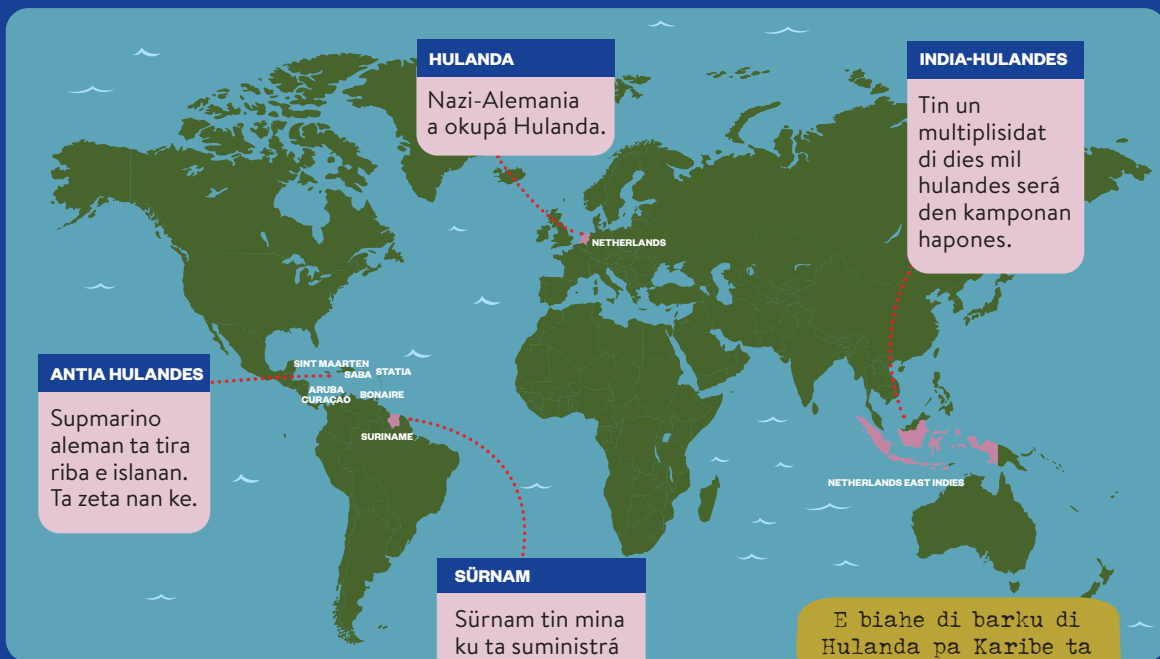 HULANDA
Nazi-Alemania
a okupá Hulanda.
INDIA-HULANDES
Tin un
multiplisidat
di dies mil
hulandes será
den kamponan
hapones.
NETHERLANDS
ANTIA HULANDES
Supmarino
aleman ta tira
riba e islanan.
Ta zeta nan ke.
SINT MAARTEN
SABA
STATIA
ARUBA
CURAÇAO
BONAIRE
SURINAME
NETHERLANDS EAST INDIES
SÜRNAM
Sürnam tin mina
ku ta suministrá
E biahe di barku di
Hulanda pa Karibe ta